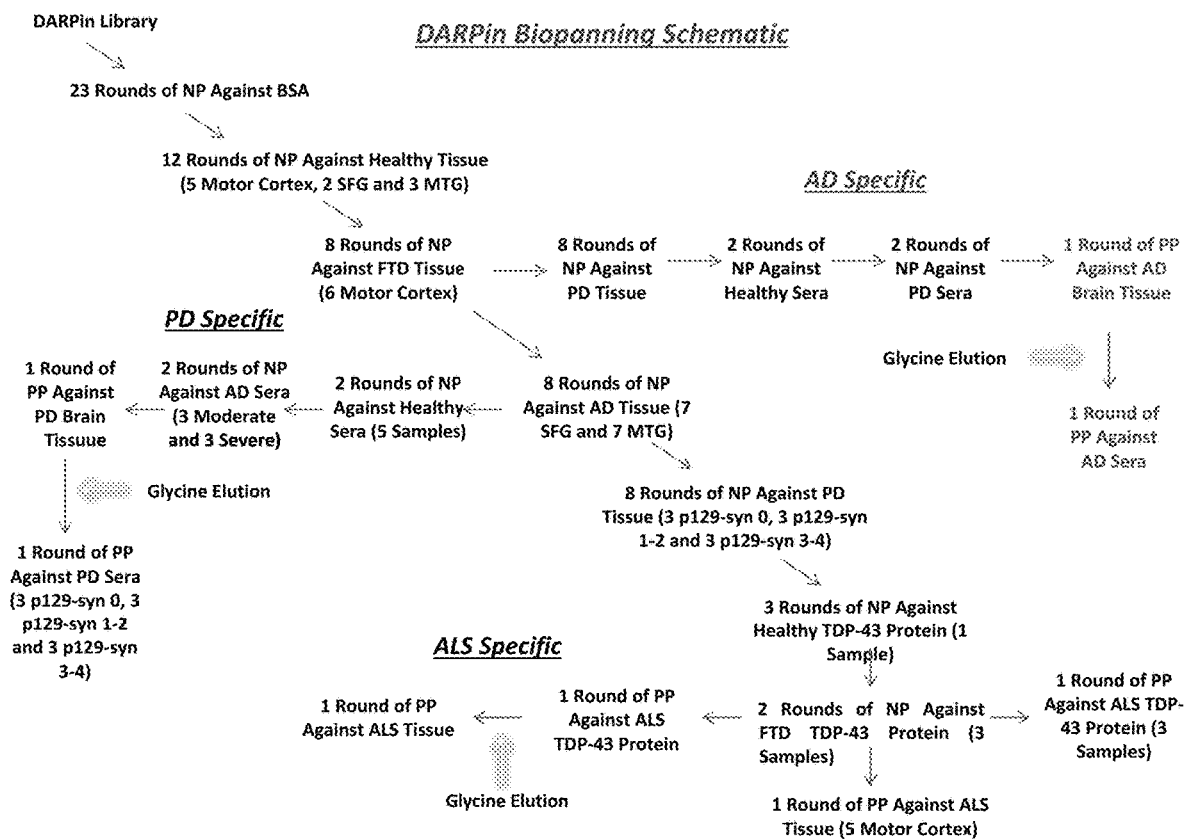 DARPin Library
DARPin Biopanning Schematic
23 Rounds of NP Against BSA
12 Rounds of NP Against Healthy Tissue
(5 Motor Cortex, 2 SFG and 3 MTG)
AD Specific
8 Rounds of NP
Against FTD Tissue
(6 Motor Cortex)
8 Rounds of
NP Against
PD Tissue
2 Rounds of
NP Against
Healthy Sera
2 Rounds of
NP Against
PD Sera
1 Round of PP
Against AD
Brain Tissue
Glycine Elution
1 Round of
PP Against
AD Sera
PD Specific
1 Round of
PP Against
PD Brain
Tissuue
2 Rounds of NP
Against AD Sera
(3 Moderate
and 3 Severe)
2 Rounds of NP
Against Healthy
Sera (5 Samples)
8 Rounds of NP
Against AD Tissue (7
SFG and 7 MTG)
Glycine Elution
1 Round of PP
Against PD Sera
(3 p129-syn 0, 3
p129-syn 1-2
and 3 p129-syn
3-4)
8 Rounds of NP Against PD
Tissue (3 p129-syn 0, 3 p129-syn
1-2 and 3 p129-syn 3-4)
3 Rounds of NP Against
Healthy TDP-43 Protein (1
Sample)
ALS Specific
1 Round of PP
Against ALS Tissue
1 Round of PP
Against ALS
TDP-43 Protein
2 Rounds of NP Against
FTD TDP-43 Protein (3
Samples)
1 Round of PP
Against ALS TDP-
43 Protein (3
Samples)
Glycine Elution
1 Round of PP Against ALS
Tissue (5 Motor Cortex)